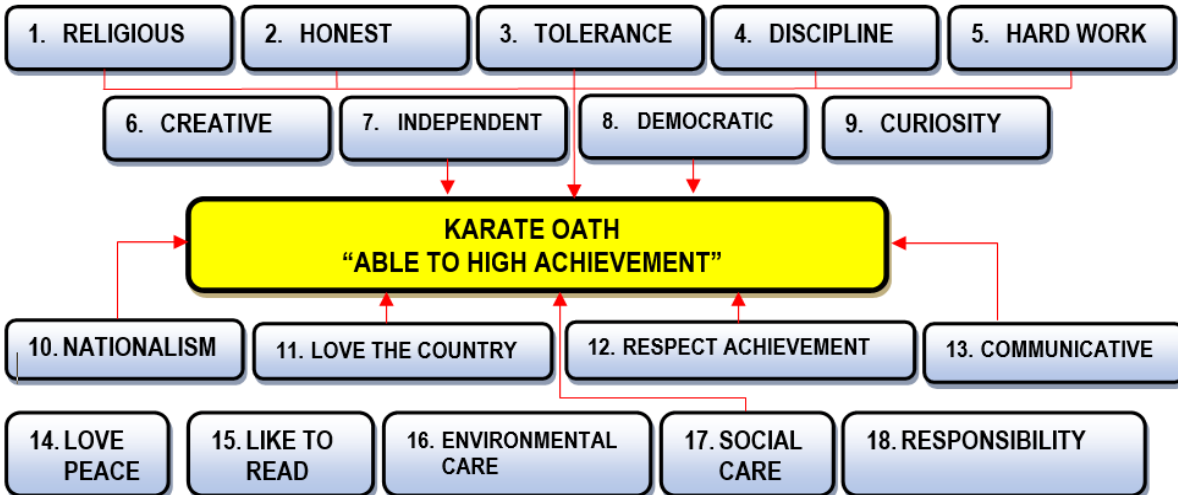 1. RELIGIOUS
2. HONEST
3. TOLERANCE
4. DISCIPLINE
5. HARD WORK
6. CREATIVE
7. INDEPENDENT
8. DEMOCRATIC
9. CURIOSITY
KARATE OATH
“ABLE TO HIGH ACHIEVEMENT”
10. NATIONALISM
11. LOVE THE COUNTRY
12. RESPECT ACHIEVEMENT
13. COMMUNICATIVE
14. LOVE
PEACE
15. LIKE TO
READ
16. ENVIRONMENTAL
CARE
17. SOCIAL
CARE
18. RESPONSIBILITY